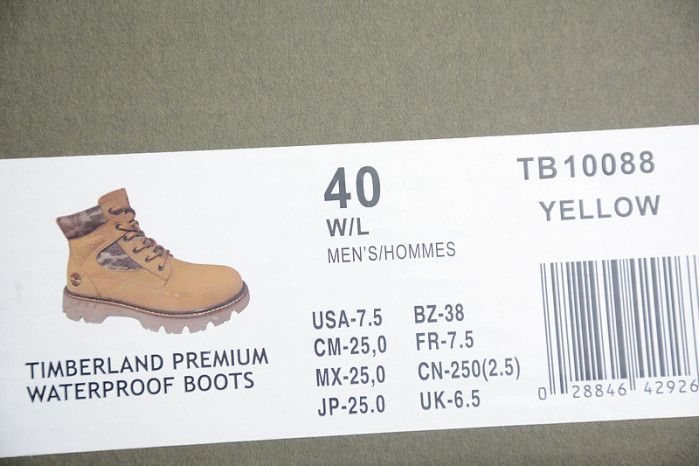 40
W/L
MEN'S/HOMMES
TB10088
YELLOW
USA-7.5 BZ-38
CM-25,0 FR-7.5
MX-25,0 CN-250(2.5)
JP-25.0 UK-6.5
TIMBERLAND PREMIUM
WATERPROOF BOOTS
0 28846 42926